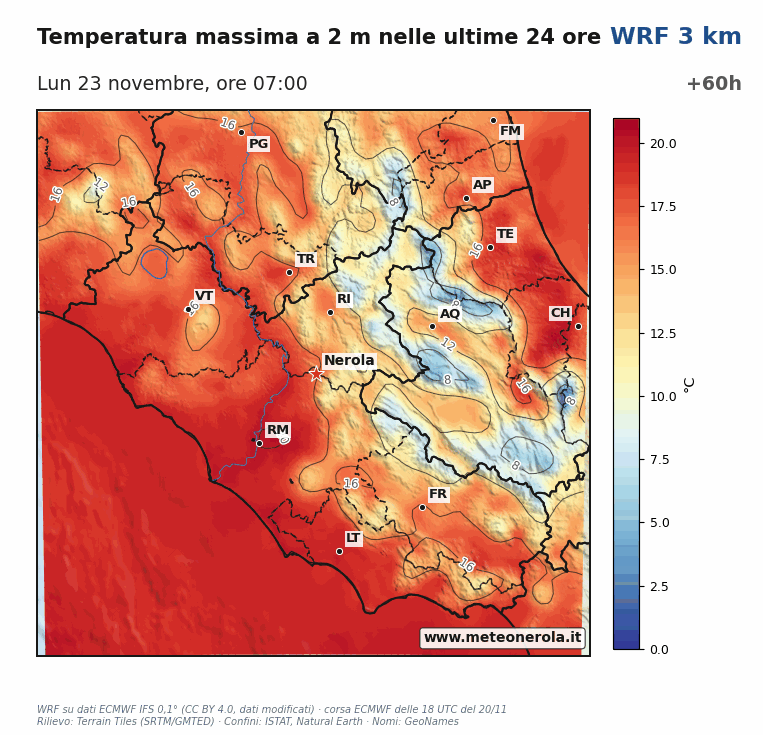 Temperatura massima a 2 m nelle ultime 24 ore WRF 3 km
Lun 23 novembre, ore 07:00 +60h
16
PG
FM
16
12
16
16
8
AP
16
TE
TR
VT
6
RI
8
AQ
CH
12
Nerola
8
16
8
RM
8
16
FR
LT
16
www.meteonerola.it
20.0
17.5
15.0
12.5
10.0
7.5
5.0
2.5
0.0
°C
WRF su dati ECMWF IFS 0,1° (CC BY 4.0, dati modificati) · corsa ECMWF delle 18 UTC del 20/11
Rilievo: Terrain Tiles (SRTM/GMTED) · Confini: ISTAT, Natural Earth · Nomi: GeoNames